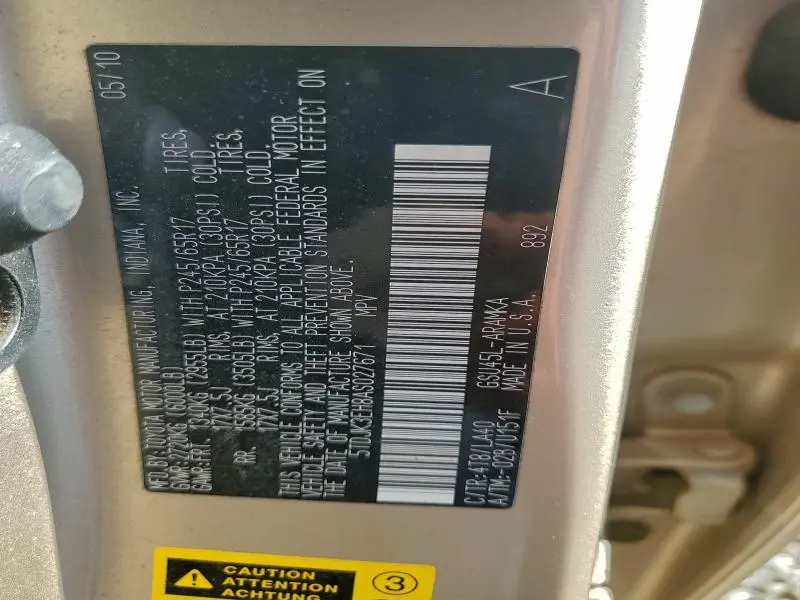 MFD. BY: TOYOTA MOTOR MANUFACTURING, INDIANA, INC. 05/10
GVWR: 2720KG (6000LB)
GAWR: FRT. 1340KG (2955LB) WITH P245/65R17 TIRES,
17X7.5J RIMS, AT 210KPA (30PSI) COLD.
RR. 1595KG (3505LB) WITH P245/65R17 TIRES,
17X7.5J RIMS, AT 210KPA (30PSI) COLD.
THIS VEHICLE CONFORMS TO ALL APPLICABLE FEDERAL MOTOR
VEHICLE SAFETY AND THEFT PREVENTION STANDARDS IN EFFECT ON
THE DATE OF MANUFACTURE SHOWN ABOVE.
5TDJK3EH8AS027671 MPV
C/TR: 4T8/LA40 GSU45L-ARAMKA
A/TM: -02B/U151F MADE IN U.S.A. 892 A
CAUTION 3
ATTENTION
ACHTUNG